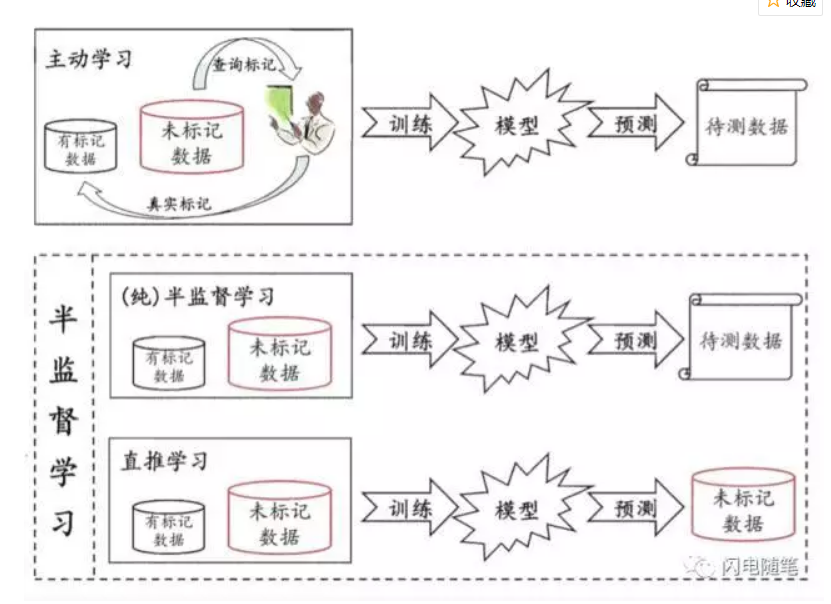 收藏
主动学习
查询标记
有标记
数据
未标记
数据
真实标记
训练
模型
预测
待测数据
半监督学习
(纯)半监督学习
有标记
数据
未标记
数据
训练
模型
预测
待测数据
直推学习
有标记
数据
未标记
数据
训练
模型
预测
未标记
数据
闪电随笔